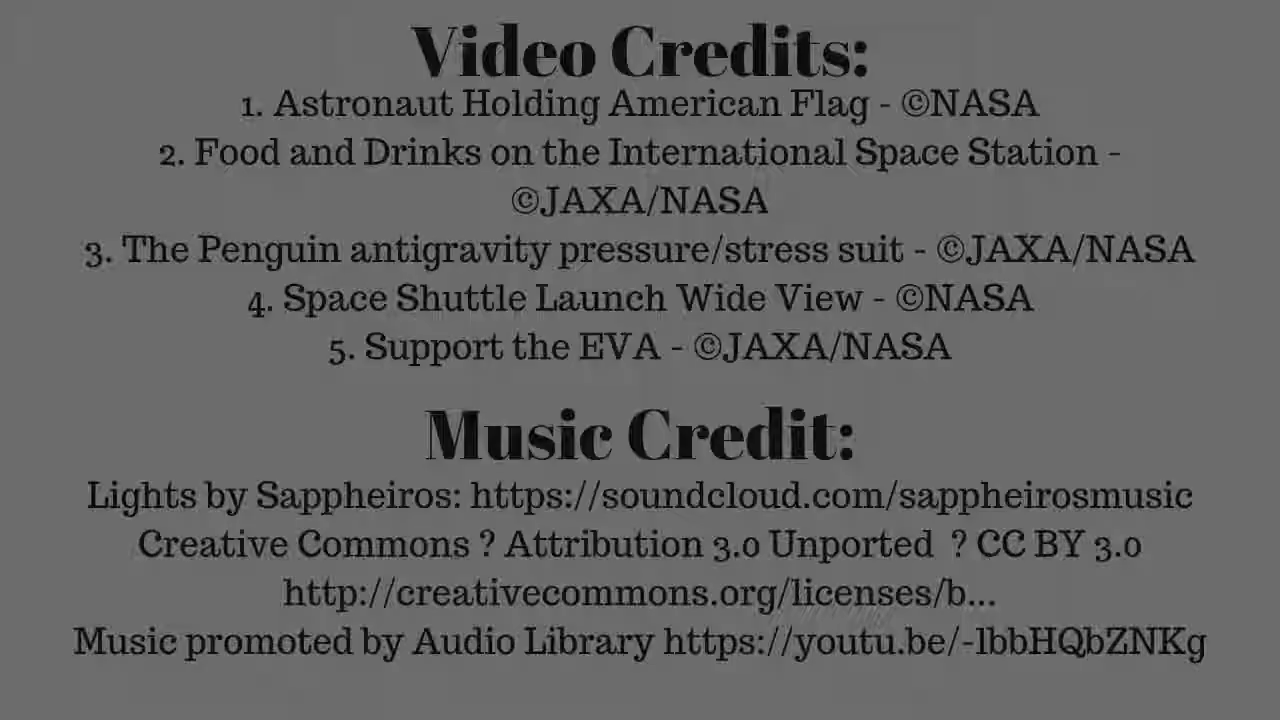 Video Credits:
1. Astronaut Holding American Flag - ©NASA
2. Food and Drinks on the International Space Station -
©JAXA/NASA
3. The Penguin antigravity pressure/stress suit - ©JAXA/NASA
4. Space Shuttle Launch Wide View - ©NASA
5. Support the EVA - ©JAXA/NASA
Music Credit:
Lights by Sappheiros: https://soundcloud.com/sappheirosmusic
Creative Commons ? Attribution 3.0 Unported  ? CC BY 3.0
http://creativecommons.org/licenses/b...
Music promoted by Audio Library https://youtu.be/-lbbHQbZNKg